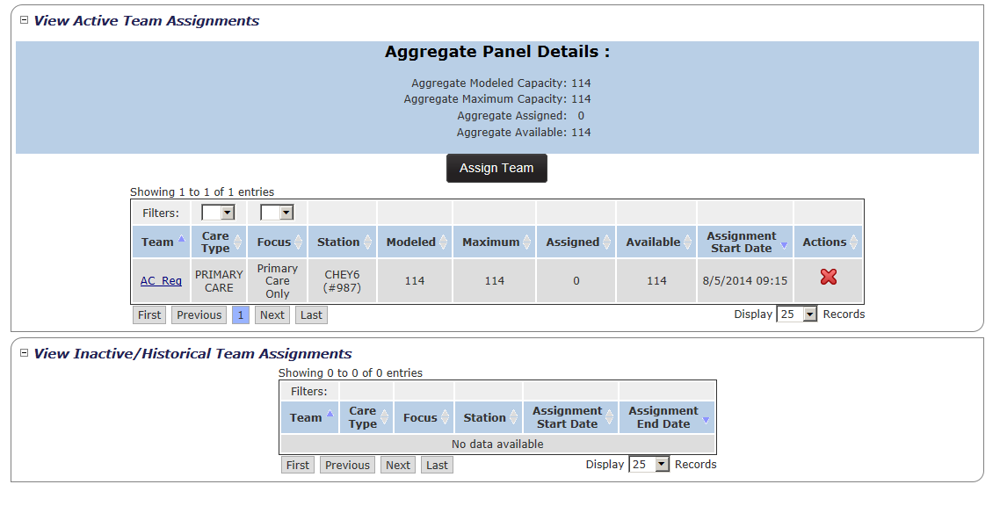 View Active Team Assignments
Aggregate Panel Details :
Aggregate Modeled Capacity: 114
Aggregate Maximum Capacity: 114
Aggregate Assigned: 0
Aggregate Available: 114
Assign Team
Showing 1 to 1 of 1 entries
Filters:
Team Care Type Focus Station Modeled Maximum Assigned Available Assignment Start Date Actions
AC_Req PRIMARY CARE Primary Care Only CHEY6 (#987) 114 114 0 114 8/5/2014 09:15
First Previous 1 Next Last Display 25 Records
View Inactive/Historical Team Assignments
Showing 0 to 0 of 0 entries
Filters:
Team Care Type Focus Station Assignment Start Date Assignment End Date
No data available
First Previous Next Last Display 25 Records